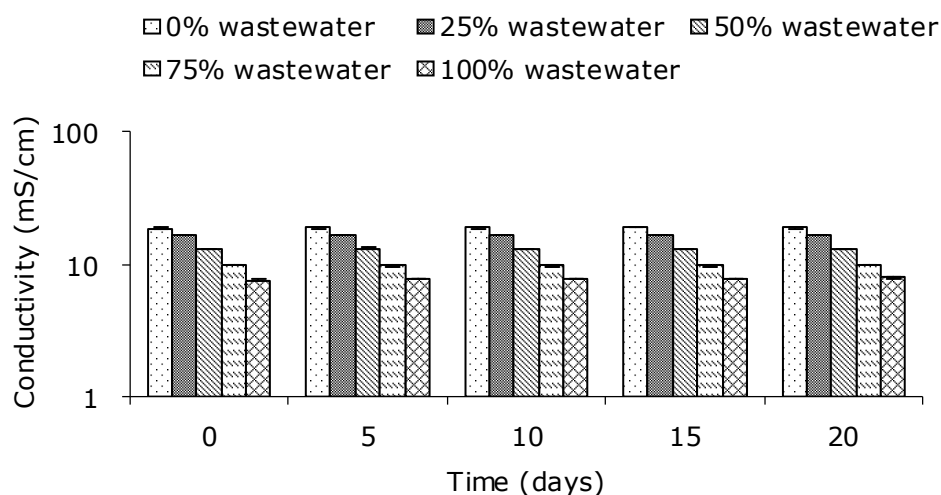 0% wastewater 25% wastewater 50% wastewater
75% wastewater 100% wastewater
Conductivity (mS/cm)
100
10
1
0 5 10 15 20
Time (days)